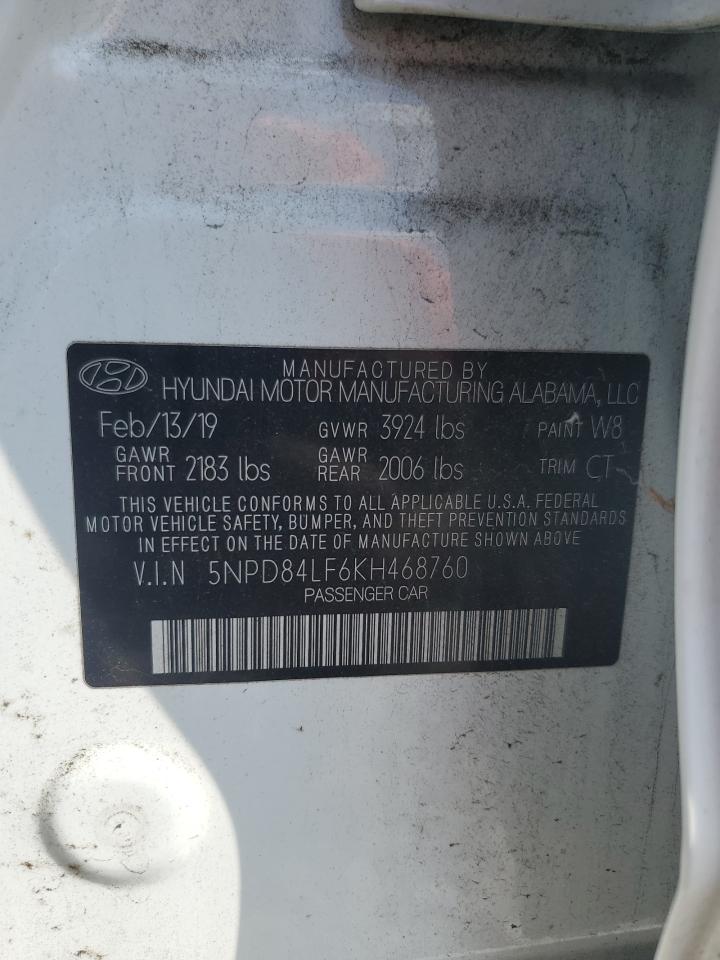 MANUFACTURED BY
HYUNDAI MOTOR MANUFACTURING ALABAMA, LLC
Feb/13/19 GVWR 3924 lbs PAINT W8
GAWR FRONT 2183 lbs GAWR REAR 2006 lbs TRIM CT
THIS VEHICLE CONFORMS TO ALL APPLICABLE U.S.A. FEDERAL
MOTOR VEHICLE SAFETY, BUMPER, AND THEFT PREVENTION STANDARDS
IN EFFECT ON THE DATE OF MANUFACTURE SHOWN ABOVE
V.I.N 5NPD84LF6KH468760
PASSENGER CAR